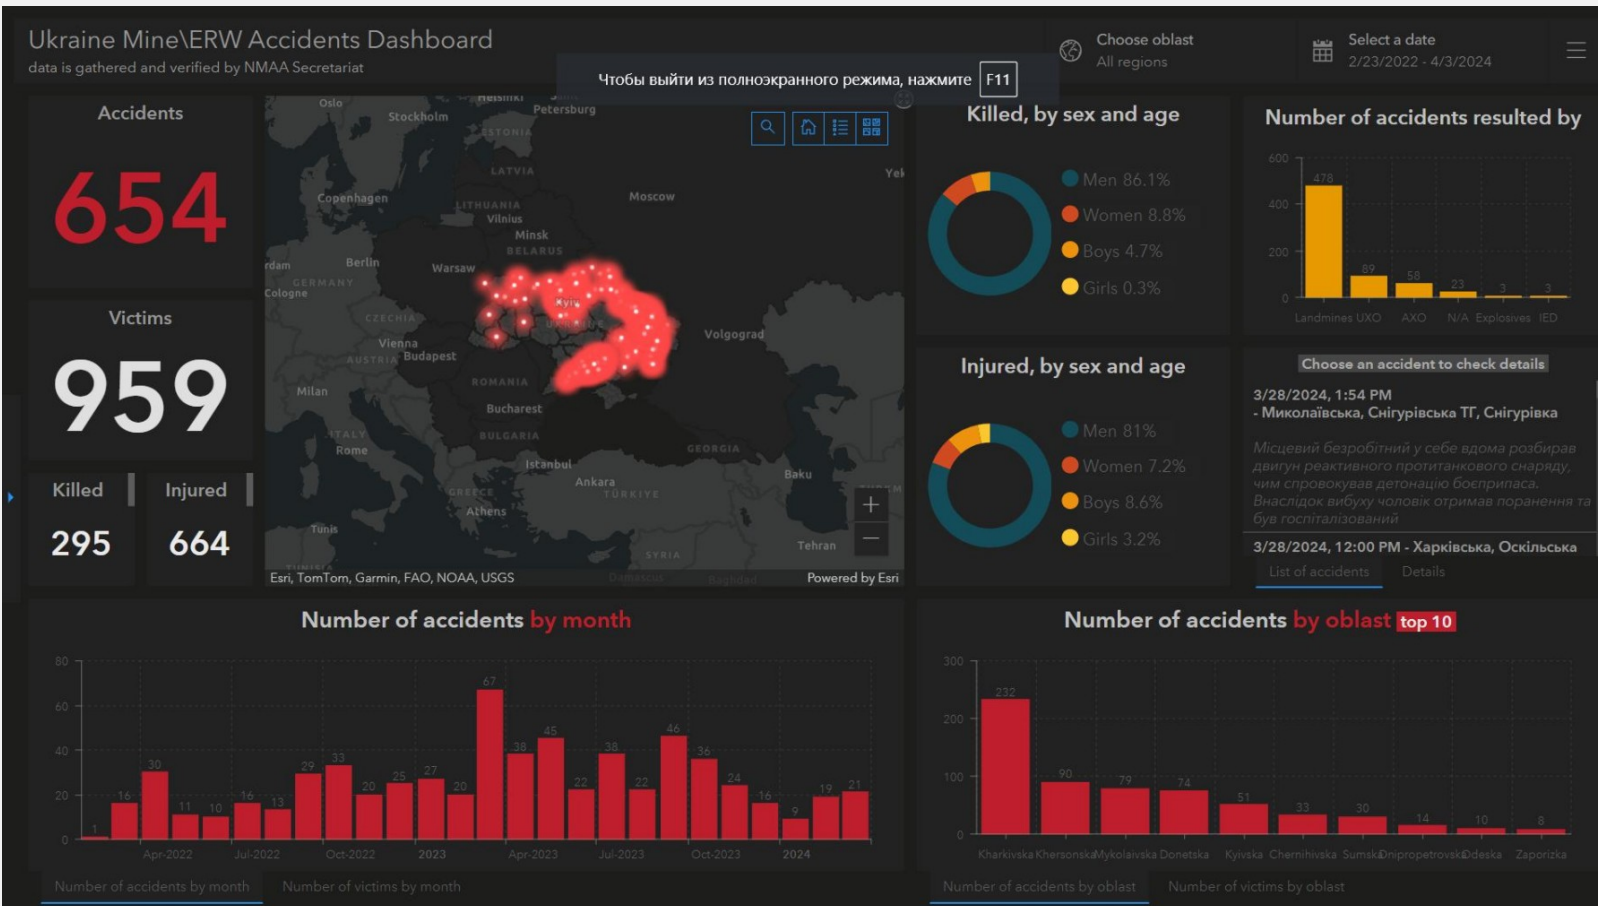 Ukraine Mine\ERW Accidents Dashboard
data is gathered and verified by NMAA Secretariat
Чтобы выйти из полноэкранного режима, нажмите F11
Choose oblast
All regions
Select a date
2/23/2022 - 4/3/2024
Accidents
654
Victims
959
Killed
295
Injured
664
Oslo
Stockholm
Helsinki
Petersburg
ESTONIA
LATVIA
Yek
Copenhagen
LITHUANIA
Moscow
Vilnius
Minsk
BELARUS
rdam
Berlin
Warsaw
GERMANY
Cologne
Kyiv
CZECHIA
Volgograd
Vienna
AUSTRIA
Budapest
ROMANIA
Milan
Bucharest
ITALY
BULGARIA
Rome
GEORGIA
Istanbul
Ankara
Baku
TÜRKIYE
GREECE
Athens
Tunis
Tehran
SYRIA
TUNISIA
Damascus
Baghdad
Esri, TomTom, Garmin, FAO, NOAA, USGS
Powered by Esri
Killed, by sex and age
Men 86.1%
Women 8.8%
Boys 4.7%
Girls 0.3%
Injured, by sex and age
Men 81%
Women 7.2%
Boys 8.6%
Girls 3.2%
Number of accidents resulted by
600
400
200
0
478
89
58
23
3
3
Landmines UXO AXO N/A Explosives IED
Choose an accident to check details
3/28/2024, 1:54 PM
- Миколаївська, Снігурівська ТГ, Снігурівка
Місцевий безробітний у себе вдома розбирав
двигун реактивного протитанкового снаряду,
чим спровокував детонацію боєприпаса.
Внаслідок вибуху чоловік отримав поранення та
був госпіталізований
3/28/2024, 12:00 PM - Харківська, Оскільська
List of accidents Details
Number of accidents by month
80
60
40
20
0
1
16
30
11
10
16
13
29
33
20
25
27
20
67
38
45
22
38
22
46
36
24
16
9
19
21
Apr-2022 Jul-2022 Oct-2022 2023 Apr-2023 Jul-2023 Oct-2023 2024
Number of accidents by month Number of victims by month
Number of accidents by oblast top 10
300
200
100
0
232
90
79
74
51
33
30
14
10
8
Kharkivska Khersonska Mykolaivska Donetska Kyivska Chernihivska Sumska Dnipropetrovska Odeska Zaporizka
Number of accidents by oblast Number of victims by oblast